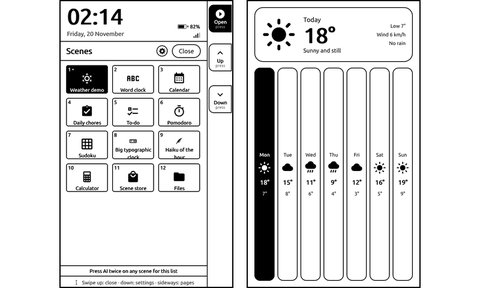 02:14
82%
Friday, 20 November
Scenes
Close
1
Weather demo
2
ABC
Word clock
3
Calendar
4
Daily chores
5
To-do
6
Pomodoro
7
Sudoku
8
Big typographic
clock
9
Haiku of the
hour
10
Calculator
11
Scene store
12
Files
Press AI twice on any scene for this list
Swipe up: close · down: settings · sideways: pages
Open
press
Up
press
Down
press
Today
18°
Sunny and still
Low 7°
Wind 6 km/h
No rain
Mon
Tue
Wed
Thu
Fri
Sat
Sun
18°
15°
11°
9°
12°
16°
19°
7°
8°
6°
4°
3°
5°
9°